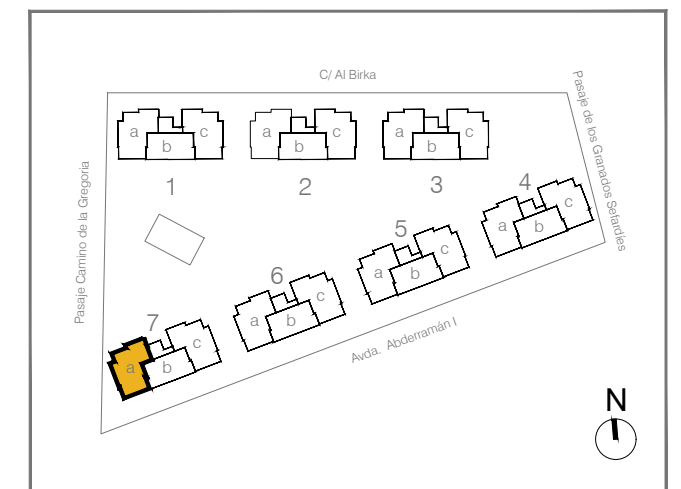 C/ Al Birka
Pasaje de los Granados Sefardíes
Pasaje Camino de la Gregoria
a b c
1
a b c
2
a b c
3
a b c
4
a b c
5
a b c
6
a b c
7
Avda. Abderramán I
N